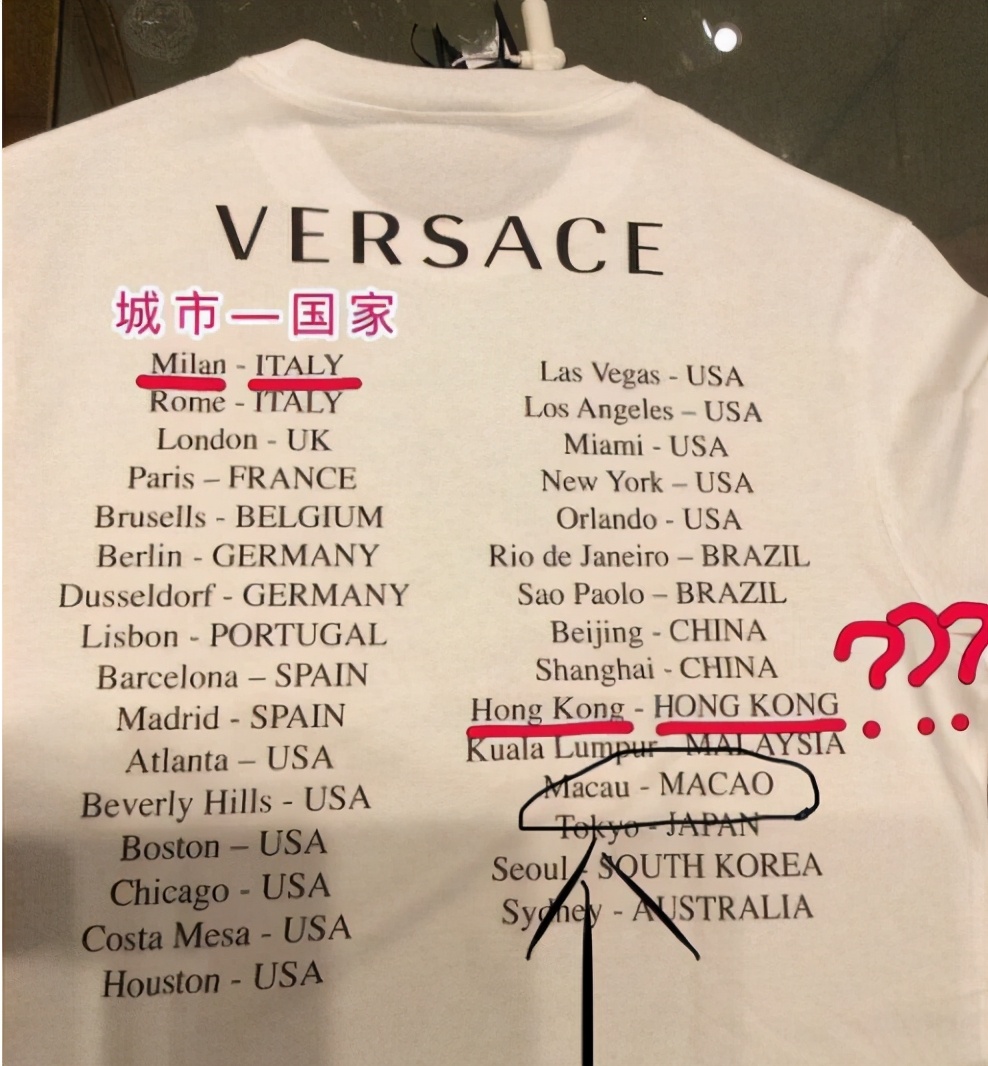 VERSACE
城市—国家
Milan - ITALY
Rome - ITALY
London - UK
Paris – FRANCE
Brusells - BELGIUM
Berlin - GERMANY
Dusseldorf - GERMANY
Lisbon - PORTUGAL
Barcelona – SPAIN
Madrid - SPAIN
Atlanta – USA
Beverly Hills - USA
Boston – USA
Chicago - USA
Costa Mesa - USA
Houston - USA
Las Vegas - USA
Los Angeles – USA
Miami - USA
New York – USA
Orlando - USA
Rio de Janeiro – BRAZIL
Sao Paolo – BRAZIL
Beijing - CHINA
Shanghai - CHINA
Hong Kong - HONG KONG ???
Kuala Lumpur - MALAYSIA
Macau - MACAO
Tokyo - JAPAN
Seoul - SOUTH KOREA
Sydney - AUSTRALIA